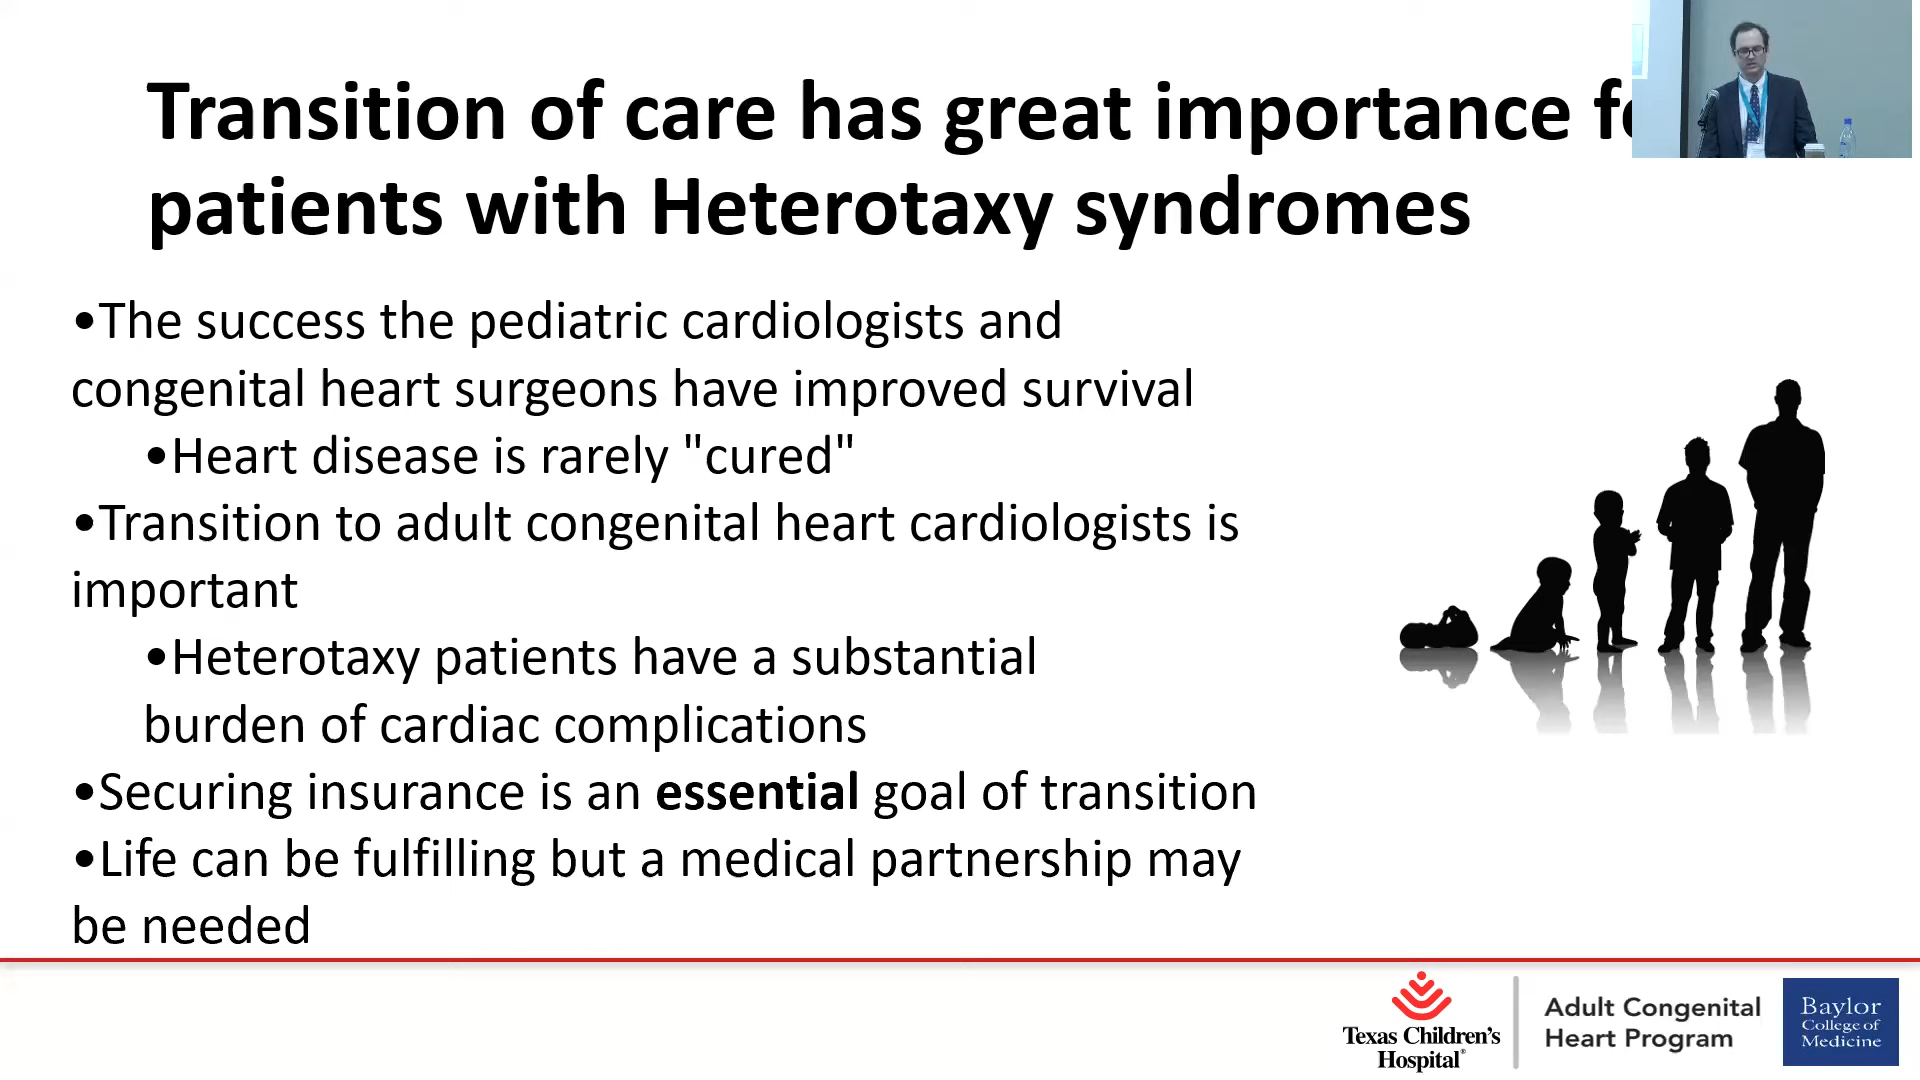 Transition of care has great importance
patients with Heterotaxy syndromes
•The success the pediatric cardiologists and
congenital heart surgeons have improved survival
•Heart disease is rarely "cured"
•Transition to adult congenital heart cardiologists is
important
•Heterotaxy patients have a substantial
burden of cardiac complications
•Securing insurance is an essential goal of transition
•Life can be fulfilling but a medical partnership may
be needed
Texas Children's
Hospital®
Adult Congenital
Heart Program
Baylor
College of
Medicine